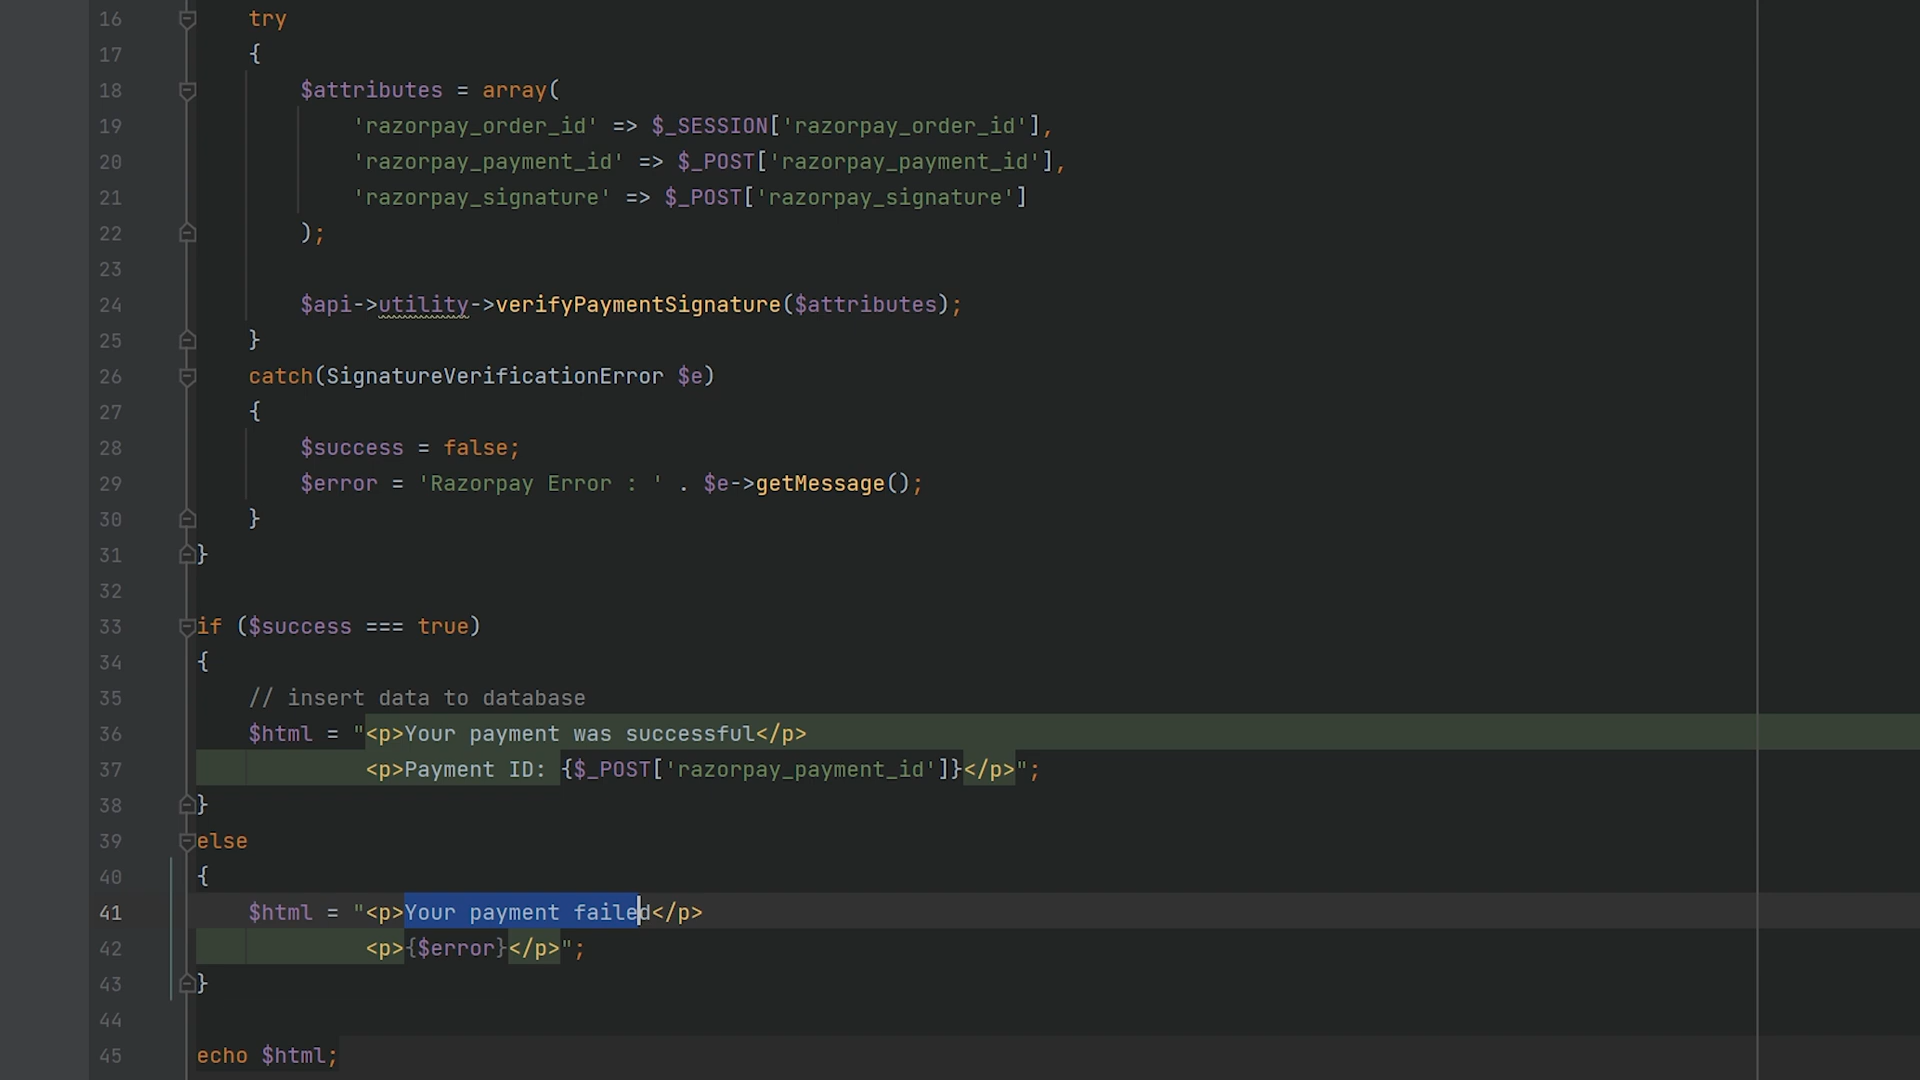 16 try
17 {
18 $attributes = array(
19 'razorpay_order_id' => $_SESSION['razorpay_order_id'],
20 'razorpay_payment_id' => $_POST['razorpay_payment_id'],
21 'razorpay_signature' => $_POST['razorpay_signature']
22 );
23
24 $api->utility->verifyPaymentSignature($attributes);
25 }
26 catch(SignatureVerificationError $e)
27 {
28 $success = false;
29 $error = 'Razorpay Error : ' . $e->getMessage();
30 }
31 }
32
33 if ($success === true)
34 {
35 // insert data to database
36 $html = "<p>Your payment was successful</p>
37 <p>Payment ID: {$_POST['razorpay_payment_id']}</p>";
38 }
39 else
40 {
41 $html = "<p>Your payment failed</p>
42 <p>{$error}</p>";
43 }
44
45 echo $html;